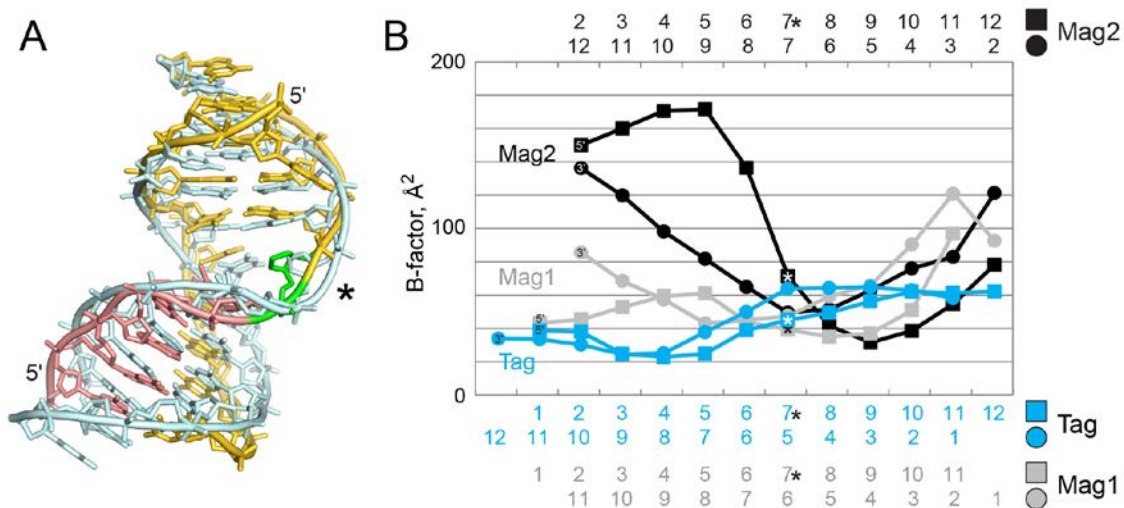 A
5'
*
5'
B
2 3 4 5 6 7* 8 9 10 11 12
12 11 10 9 8 7 6 5 4 3 2
Mag2
200
100
0
B-factor, Å²
Mag2
5'
3'
Mag1
3'
5'
5'
3'
Tag
*
*
*
1 2 3 4 5 6 7* 8 9 10 11 12
12 11 10 9 8 7 6 5 4 3 2 1
Tag
1 2 3 4 5 6 7* 8 9 10 11
11 10 9 8 7 6 5 4 3 2 1
Mag1